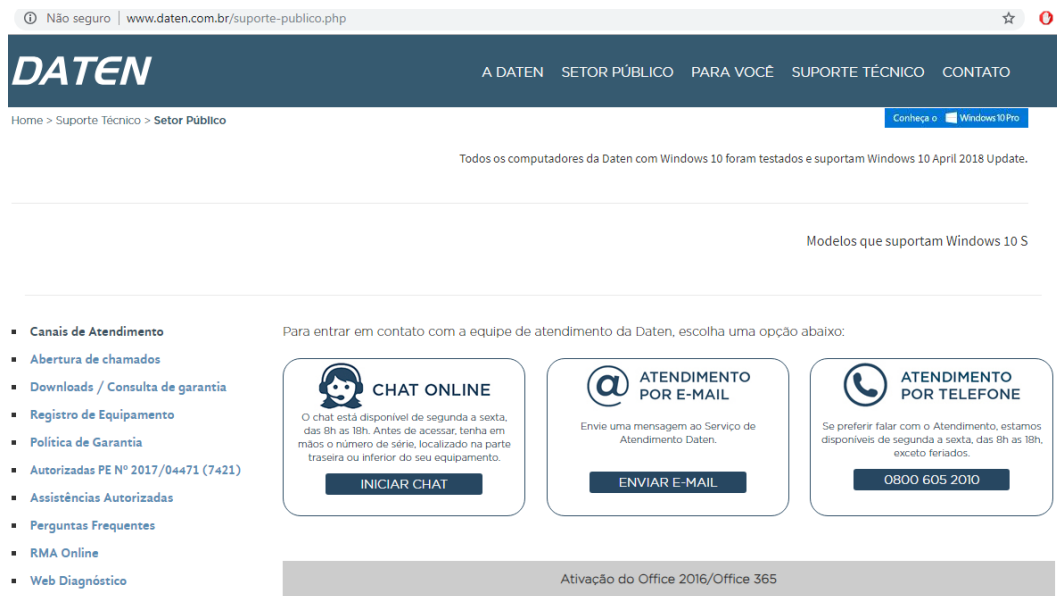 Não seguro | www.daten.com.br/suporte-publico.php
DATEN
A DATEN SETOR PÚBLICO PARA VOCÊ SUPORTE TÉCNICO CONTATO
Home > Suporte Técnico > Setor Público
Conheça o Windows 10 Pro
Todos os computadores da Daten com Windows 10 foram testados e suportam Windows 10 April 2018 Update.
Modelos que suportam Windows 10 S
Canais de Atendimento
Abertura de chamados
Downloads / Consulta de garantia
Registro de Equipamento
Política de Garantia
Autorizadas PE Nº 2017/04471 (7421)
Assistências Autorizadas
Perguntas Frequentes
RMA Online
Web Diagnóstico
Para entrar em contato com a equipe de atendimento da Daten, escolha uma opção abaixo:
CHAT ONLINE
O chat está disponível de segunda a sexta,
das 8h as 18h. Antes de acessar, tenha em
mãos o número de série, localizado na parte
traseira ou inferior do seu equipamento.
INICIAR CHAT
ATENDIMENTO
POR E-MAIL
Envie uma mensagem ao Serviço de
Atendimento Daten.
ENVIAR E-MAIL
ATENDIMENTO
POR TELEFONE
Se preferir falar com o Atendimento, estamos
disponíveis de segunda a sexta, das 8h as 18h,
exceto feriados.
0800 605 2010
Ativação do Office 2016/Office 365